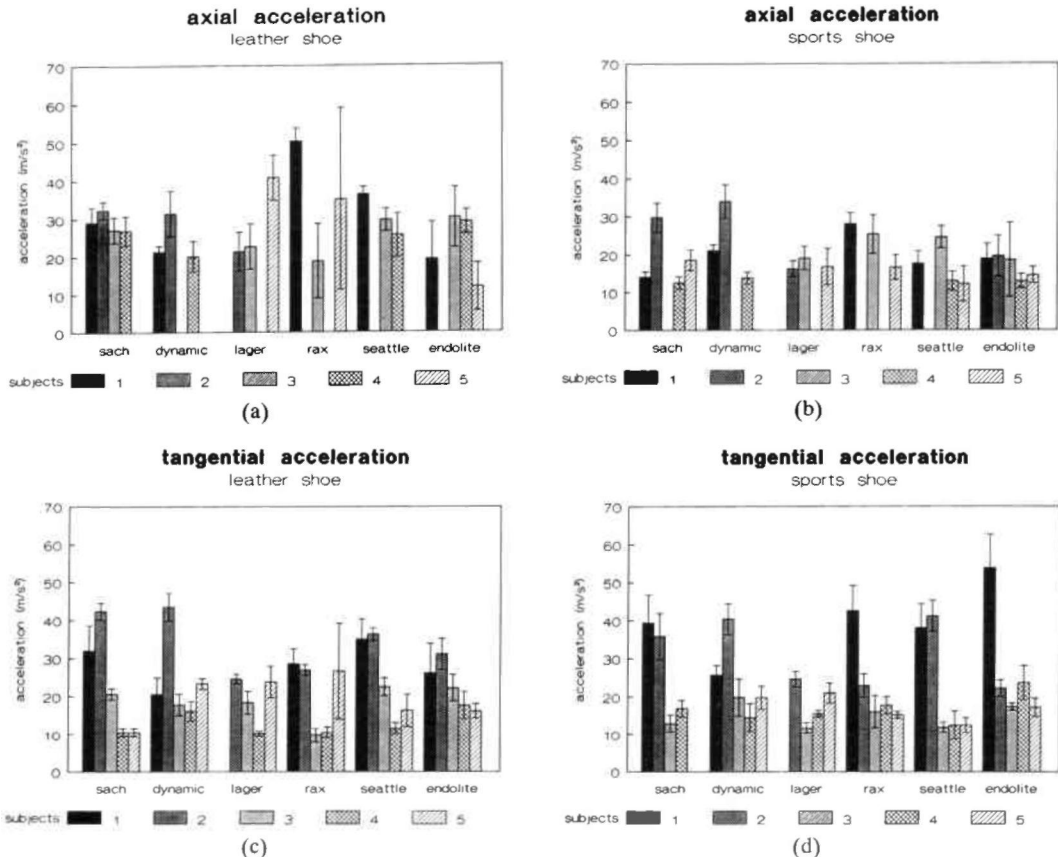 axial acceleration
leather shoe
acceleration (m/s²)
70
60
50
40
30
20
10
0
sach dynamic lager rax seattle endolite
subjects 1 2 3 4 5
(a)
axial acceleration
sports shoe
acceleration (m/s²)
70
60
50
40
30
20
10
0
sach dynamic lager rax seattle endolite
subjects 1 2 3 4 5
(b)
tangential acceleration
leather shoe
acceleration (m/s²)
70
60
50
40
30
20
10
0
sach dynamic lager rax seattle endolite
subjects 1 2 3 4 5
(c)
tangential acceleration
sports shoe
acceleration (m/s²)
70
60
50
40
30
20
10
0
sach dynamic lager rax seattle endolite
subjects 1 2 3 4 5
(d)